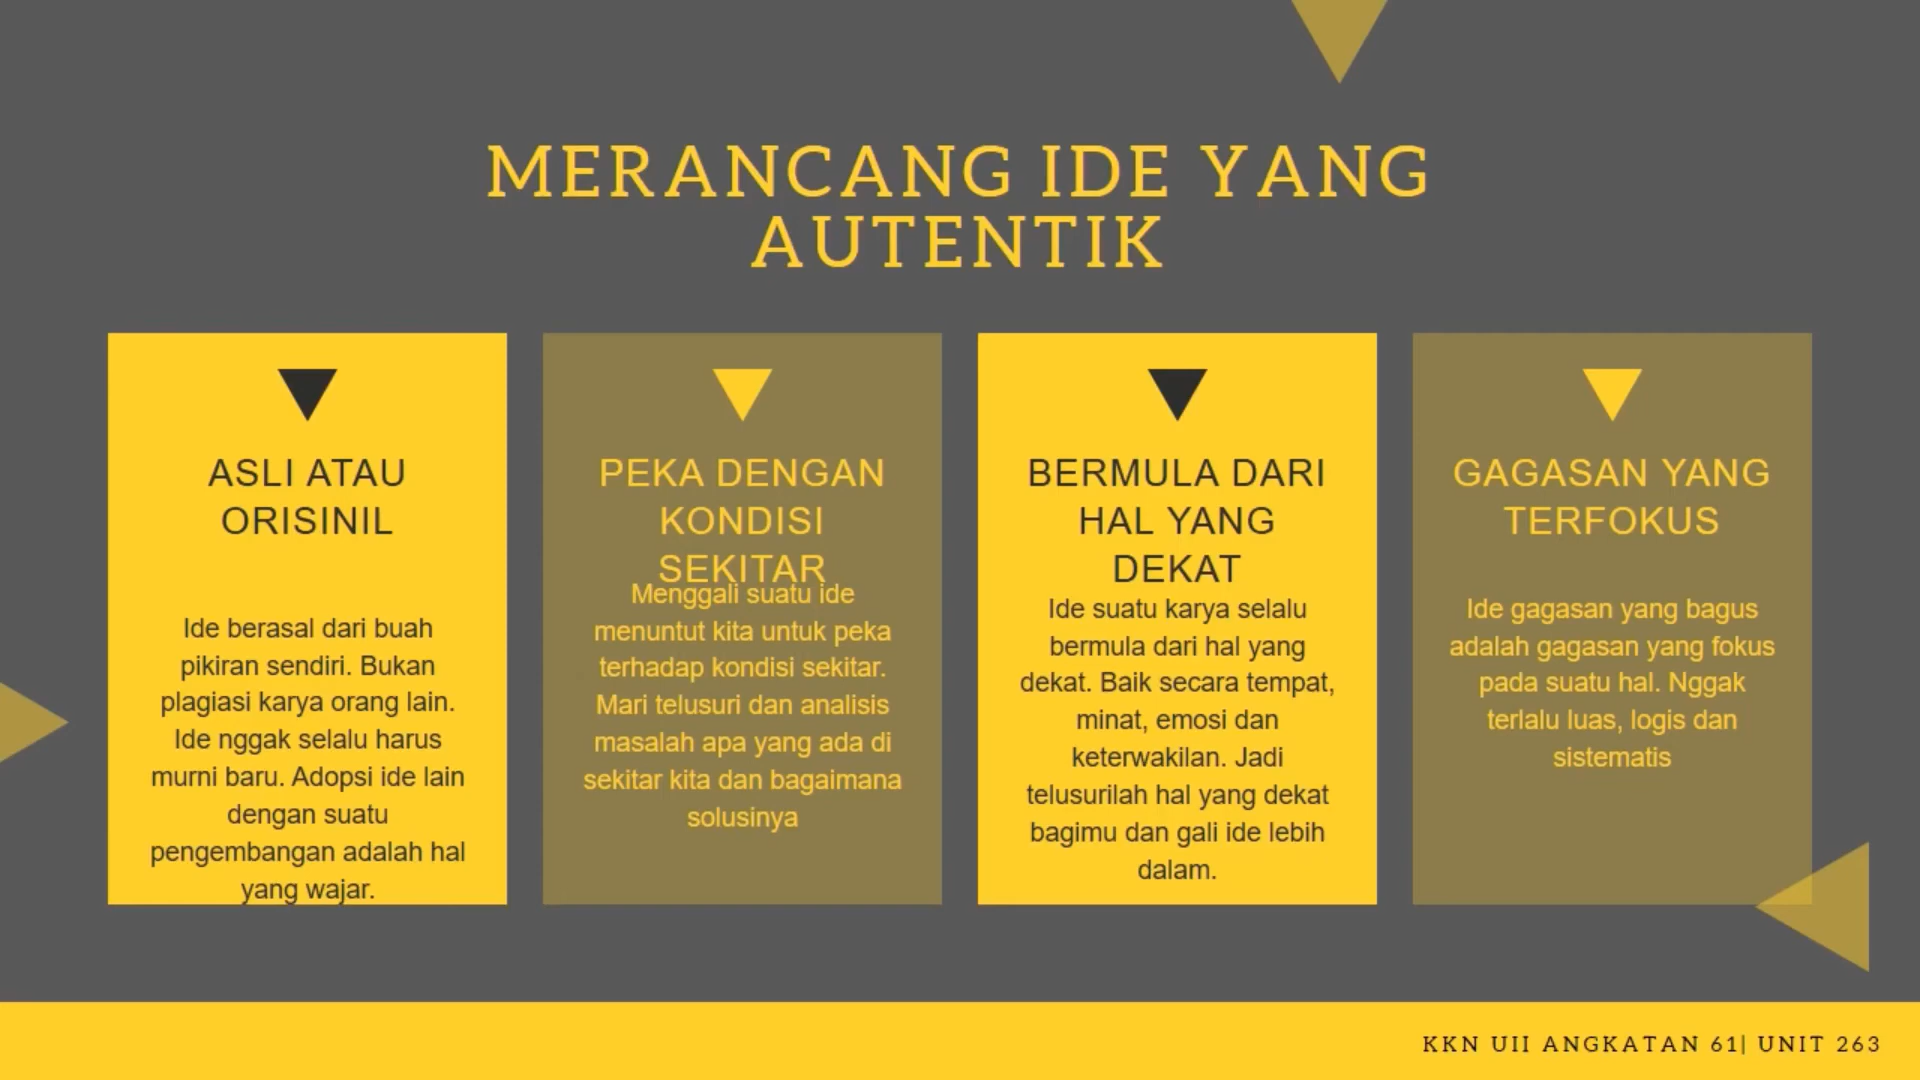 MERANCANG IDE YANG
AUTENTIK
ASLI ATAU
ORISINIL
Ide berasal dari buah
pikiran sendiri. Bukan
plagiasi karya orang lain.
Ide nggak selalu harus
murni baru. Adopsi ide lain
dengan suatu
pengembangan adalah hal
yang wajar.
PEKA DENGAN
KONDISI
SEKITAR
Menggali suatu ide
menuntut kita untuk peka
terhadap kondisi sekitar.
Mari telusuri dan analisis
masalah apa yang ada di
sekitar kita dan bagaimana
solusinya
BERMULA DARI
HAL YANG
DEKAT
Ide suatu karya selalu
bermula dari hal yang
dekat. Baik secara tempat,
minat, emosi dan
keterwakilan. Jadi
telusurilah hal yang dekat
bagimu dan gali ide lebih
dalam.
GAGASAN YANG
TERFOKUS
Ide gagasan yang bagus
adalah gagasan yang fokus
pada suatu hal. Nggak
terlalu luas, logis dan
sistematis
KKN UII ANGKATAN 61| UNIT 263